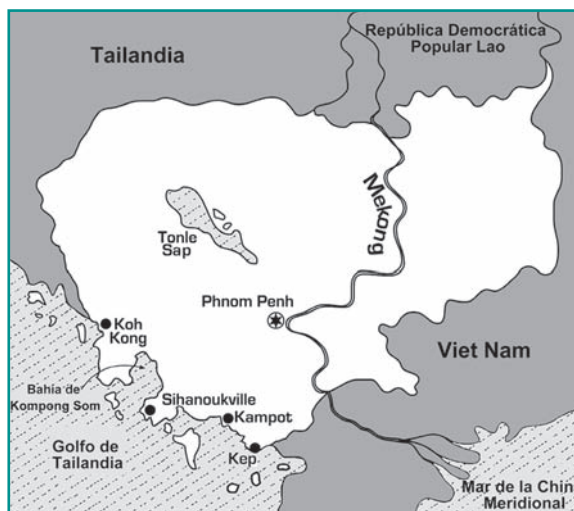 República Democrática
Popular Lao
Tailandia
Mekong
Tonle
Sap
Phnom Penh
Koh
Kong
Viet Nam
Bahía de
Kompong Som
Sihanoukville
Kampot
Golfo de
Tailandia
Kep
Mar de la Chin
Meridional